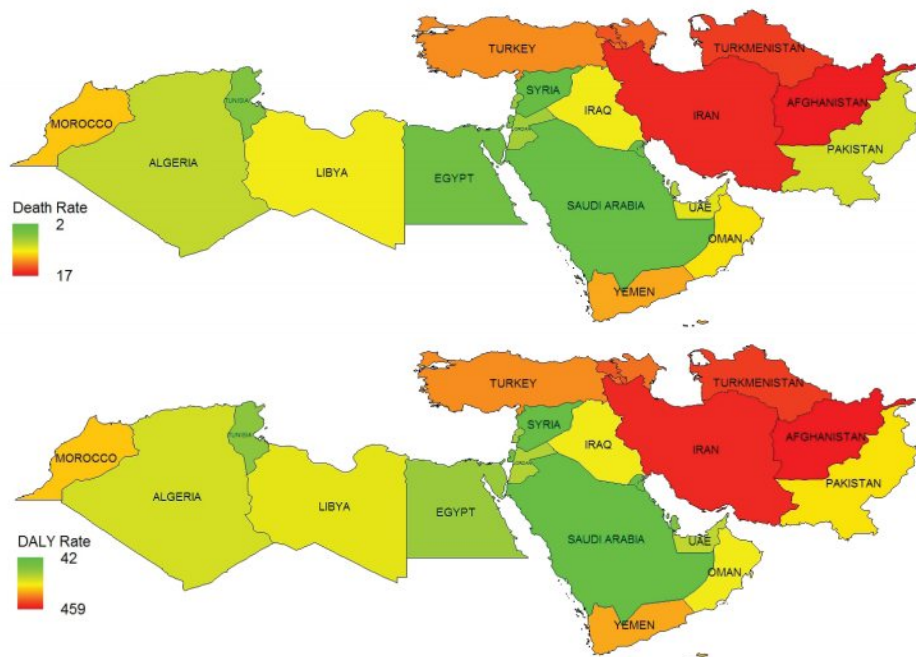 TURKEY
TURKMENISTAN
SYRIA
AFGHANISTAN
MOROCCO
TUNISIA
IRAQ
IRAN
PAKISTAN
ALGERIA
LIBYA
EGYPT
JORDAN
SAUDI ARABIA
UAE
OMAN
YEMEN
Death Rate
2
17
TURKEY
TURKMENISTAN
SYRIA
AFGHANISTAN
MOROCCO
TUNISIA
IRAQ
IRAN
PAKISTAN
ALGERIA
LIBYA
EGYPT
JORDAN
SAUDI ARABIA
UAE
OMAN
YEMEN
DALY Rate
42
459